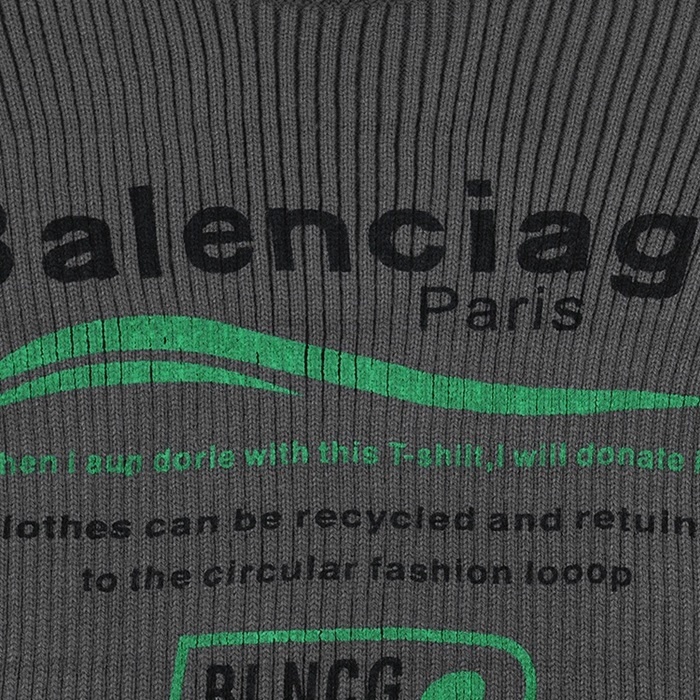 Balenciag
Paris
hen i aup dorle with this T-shilt,I will donate i
lothes can be recycled and retuin
to the circular fashion looop
BLNCG